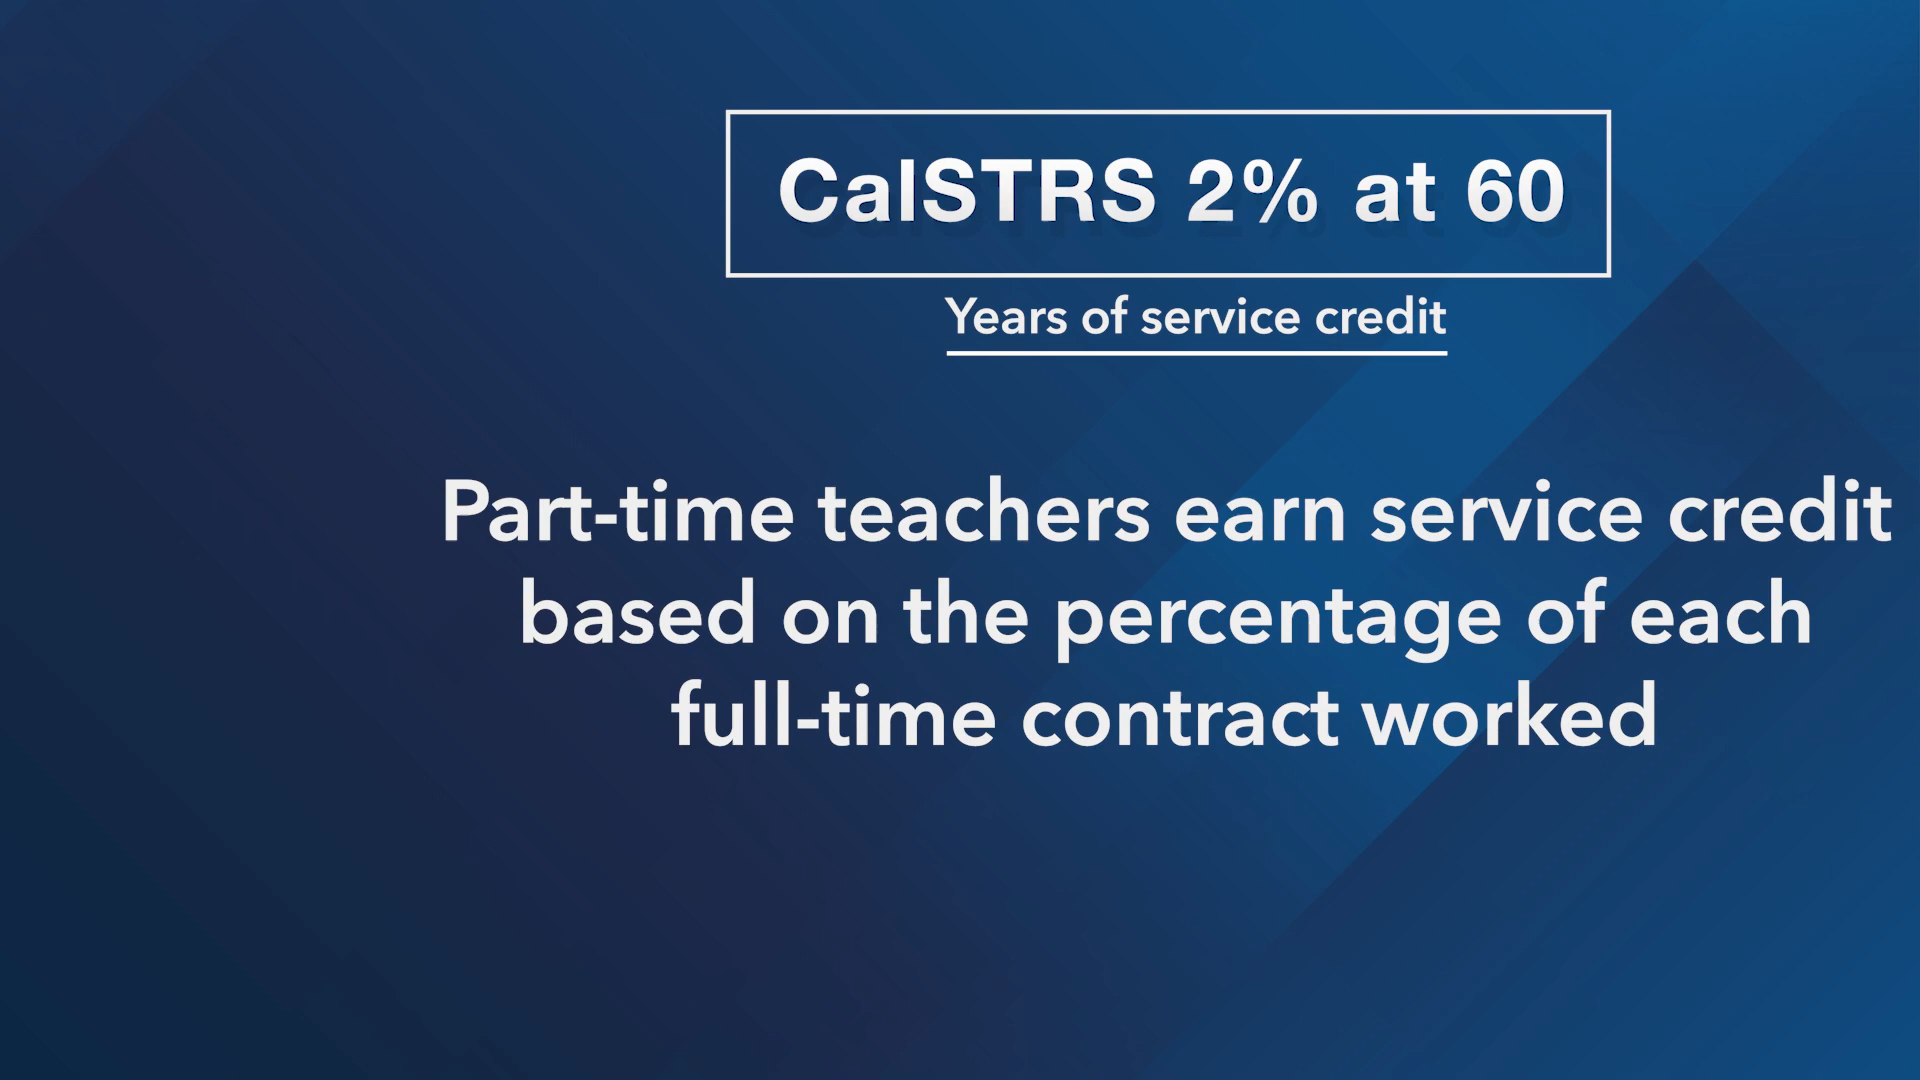 CalSTRS 2% at 60
Years of service credit
Part-time teachers earn service credit
based on the percentage of each
full-time contract worked